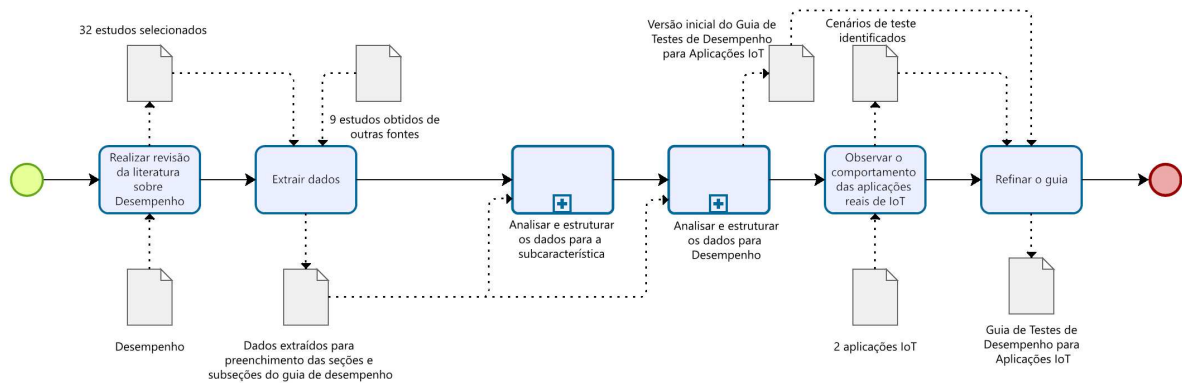 32 estudos selecionados
9 estudos obtidos de
outras fontes
Versão inicial do Guia de
Testes de Desempenho
para Aplicações IoT
Cenários de teste
identificados
Realizar revisão
da literatura
sobre
Desempenho
Extrair dados
Analisar e estruturar
os dados para a
subcaracterística
Analisar e estruturar
os dados para
Desempenho
Observar o
comportamento
das aplicações
reais de IoT
Refinar o guia
Desempenho
Dados extraídos para
preenchimento das seções e
subseções do guia de desempenho
2 aplicações IoT
Guia de Testes de
Desempenho para
Aplicações IoT